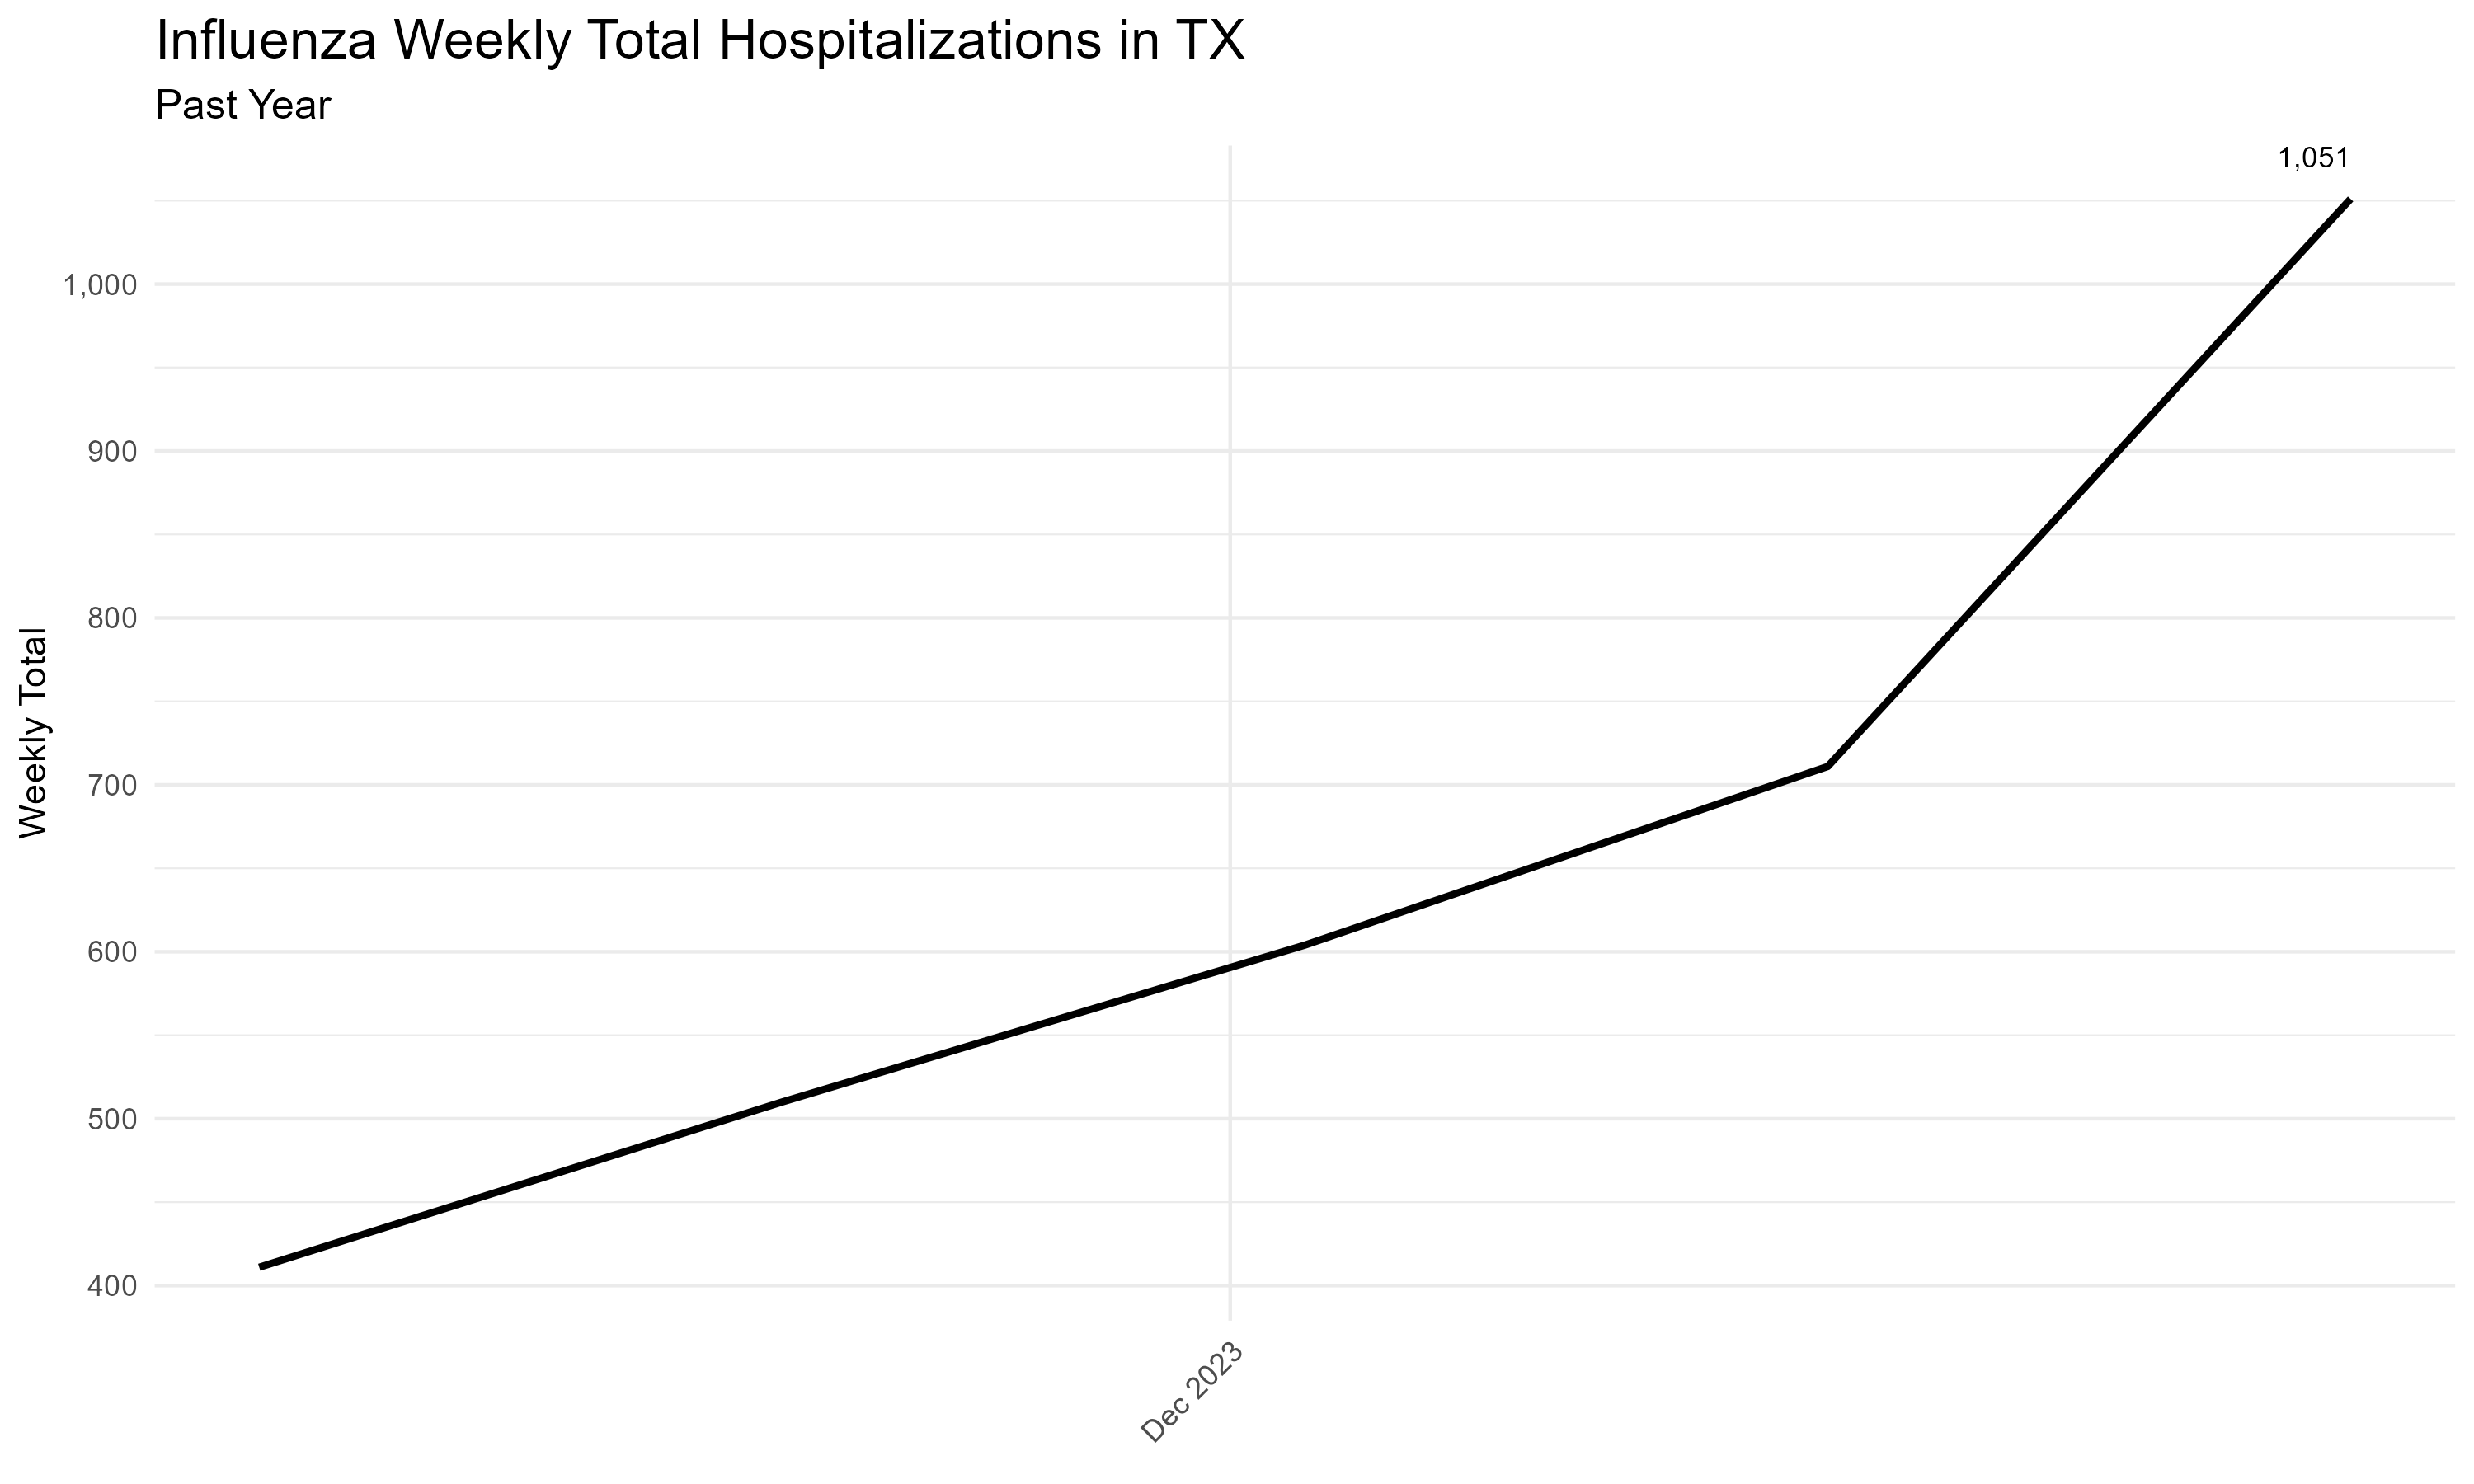 Influenza Weekly Total Hospitalizations in TX
Past Year
1,051
1,000
900
800
700
600
500
400
Weekly Total
Dec 2023